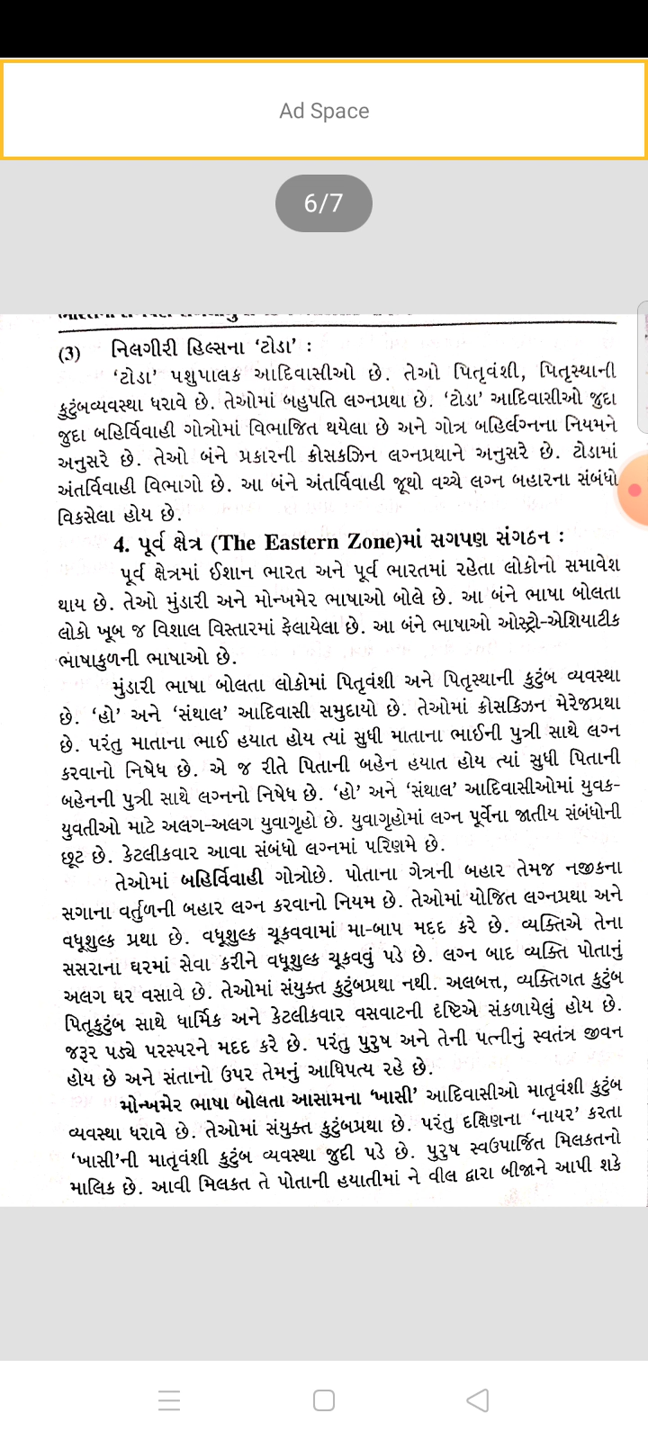 Ad Space
6/7
(3) નિલગીરી હિલ્સના ‘ટોડા’ :
‘ટોડા’ પશુપાલક આદિવાસીઓ છે. તેઓ પિતૃવંશી, પિતૃસ્થાની
કુટુંબવ્યવસ્થા ધરાવે છે. તેઓમાં બહુપતિ લગ્નપ્રથા છે. ‘ટોડા’ આદિવાસીઓ જુદા
જુદા બહિર્વિવાહી ગોત્રોમાં વિભાજિત થયેલા છે અને ગોત્ર બહિર્લગ્નના નિયમને
અનુસરે છે. તેઓ બંને પ્રકારની ક્રોસકઝિન લગ્નપ્રથાને અનુસરે છે. ટોડામાં
અંતર્વિવાહી વિભાગો છે. આ બંને અંતર્વિવાહી જૂથો વચ્ચે લગ્ન બહારના સંબંધો
વિકસેલા હોય છે.
4. પૂર્વ ક્ષેત્ર (The Eastern Zone)માં સગપણ સંગઠન :
પૂર્વ ક્ષેત્રમાં ઈશાન ભારત અને પૂર્વ ભારતમાં રહેતા લોકોનો સમાવેશ
થાય છે. તેઓ મુંડારી અને મોન્ખમેર ભાષાઓ બોલે છે. આ બંને ભાષા બોલતા
લોકો ખૂબ જ વિશાલ વિસ્તારમાં ફેલાયેલા છે. આ બંને ભાષાઓ ઓસ્ટ્રો-એશિયાટીક
ભાષાકુળની ભાષાઓ છે.
મુંડારી ભાષા બોલતા લોકોમાં પિતૃવંશી અને પિતૃસ્થાની કુટુંબ વ્યવસ્થા
છે. ‘હો’ અને ‘સંથાલ’ આદિવાસી સમુદાયો છે. તેઓમાં ક્રોસકિઝન મેરેજપ્રથા
છે. પરંતુ માતાના ભાઈ હયાત હોય ત્યાં સુધી માતાના ભાઈની પુત્રી સાથે લગ્ન
કરવાનો નિષેધ છે. એ જ રીતે પિતાની બહેન હયાત હોય ત્યાં સુધી પિતાની
બહેનની પુત્રી સાથે લગ્નનો નિષેધ છે. ‘હો’ અને ‘સંથાલ’ આદિવાસીઓમાં યુવક-
યુવતીઓ માટે અલગ-અલગ યુવાગૃહો છે. યુવાગૃહોમાં લગ્ન પૂર્વેના જાતીય સંબંધોની
છૂટ છે. કેટલીકવાર આવા સંબંધો લગ્નમાં પરિણમે છે.
તેઓમાં બહિર્વિવાહી ગોત્રોછે. પોતાના ગેત્રની બહાર તેમજ નજીકના
સગાના વર્તુળની બહાર લગ્ન કરવાનો નિયમ છે. તેઓમાં યોજિત લગ્નપ્રથા અને
વધૂશુલ્ક પ્રથા છે. વધૂશુલ્ક ચૂકવવામાં મા-બાપ મદદ કરે છે. વ્યક્તિએ તેના
સસરાના ઘરમાં સેવા કરીને વધૂશુલ્ક ચૂકવવું પડે છે. લગ્ન બાદ વ્યક્તિ પોતાનું
અલગ ઘર વસાવે છે. તેઓમાં સંયુક્ત કુટુંબપ્રથા નથી. અલબત્ત, વ્યક્તિગત કુટુંબ
પિતૃકુટુંબ સાથે ધાર્મિક અને કેટલીકવાર વસવાટની દૃષ્ટિએ સંકળાયેલું હોય છે.
જરૂર પડ્યે પરસ્પરને મદદ કરે છે. પરંતુ પુરુષ અને તેની પત્નીનું સ્વતંત્ર જીવન
હોય છે અને સંતાનો ઉપર તેમનું આધિપત્ય રહે છે.
મોન્ખમેર ભાષા બોલતા આસામના ‘ખાસી’ આદિવાસીઓ માતૃવંશી કુટુંબ
વ્યવસ્થા ધરાવે છે. તેઓમાં સંયુક્ત કુટુંબપ્રથા છે. પરંતુ દક્ષિણના ‘નાયર’ કરતા
‘ખાસી’ની માતૃવંશી કુટુંબ વ્યવસ્થા જુદી પડે છે. પુરુષ સ્વઉપાર્જિત મિલકતનો
માલિક છે. આવી મિલકત તે પોતાની હયાતીમાં ને વીલ દ્વારા બીજાને આપી શકે